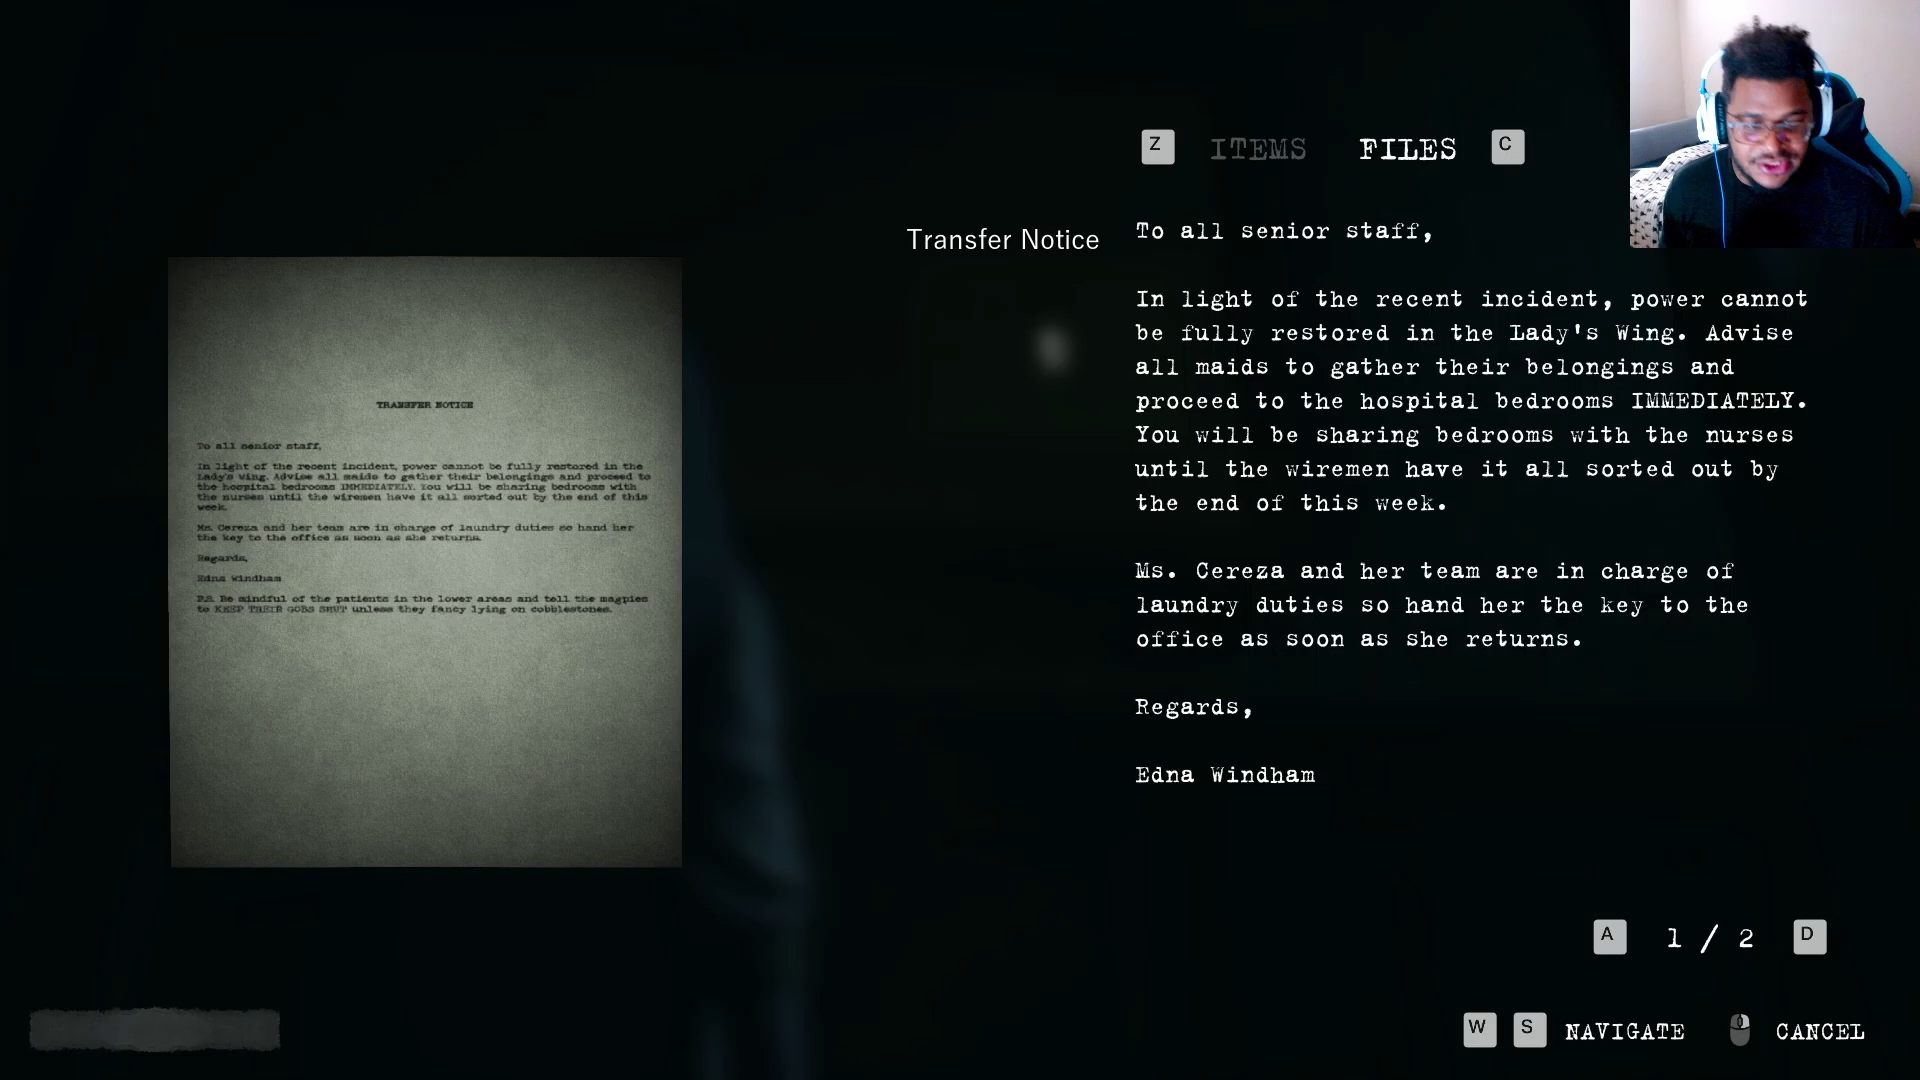 Z ITEMS FILES C
Transfer Notice
To all senior staff,
In light of the recent incident, power cannot
be fully restored in the Lady's Wing. Advise
all maids to gather their belongings and
proceed to the hospital bedrooms IMMEDIATELY.
You will be sharing bedrooms with the nurses
until the wiremen have it all sorted out by
the end of this week.
Ms. Cereza and her team are in charge of
laundry duties so hand her the key to the
office as soon as she returns.
Regards,
Edna Windham
TRANSFER NOTICE
To all senior staff,
In light of the recent incident, power cannot be fully restored in the
Lady's Wing. Advise all maids to gather their belongings and proceed to
the hospital bedrooms IMMEDIATELY. You will be sharing bedrooms with
the nurses until the wiremen have it all sorted out by the end of this
week.
Ms. Cereza and her team are in charge of laundry duties so hand her
the key to the office as soon as she returns.
Regards,
Edna Windham
P.S. Be mindful of the patients in the lower areas and tell the magpies
to KEEP THEIR GOBS SHUT unless they fancy lying on cobblestones.
A 1 / 2 D
W S NAVIGATE CANCEL